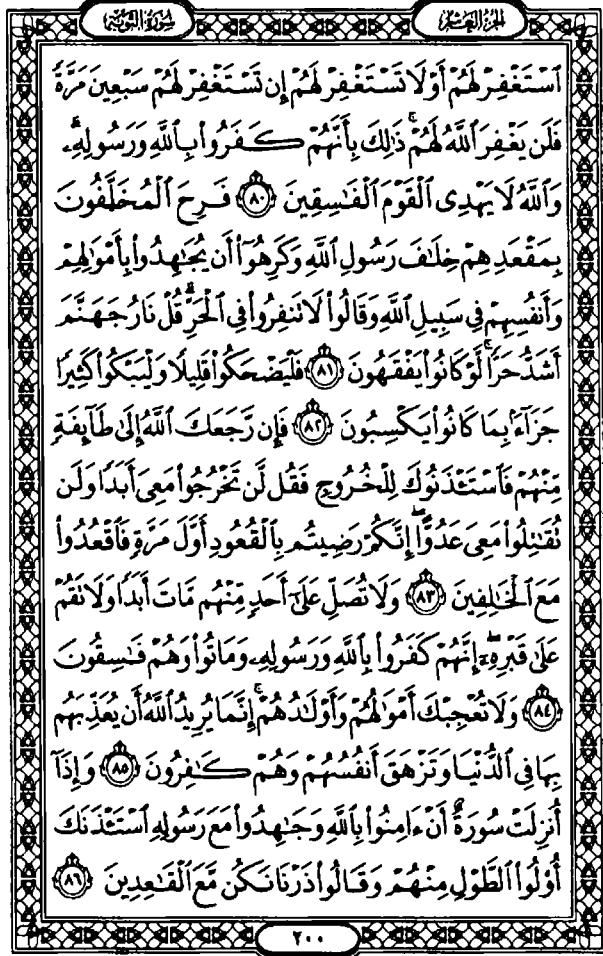 سورة التوبة
الجزء العاشر
ٱسۡتَغۡفِرۡ لَهُمۡ أَوۡ لَا تَسۡتَغۡفِرۡ لَهُمۡ إِن تَسۡتَغۡفِرۡ لَهُمۡ سَبۡعِينَ مَرَّةٗ
فَلَن يَغۡفِرَ ٱللَّهُ لَهُمۡۚ ذَٰلِكَ بِأَنَّهُمۡ كَفَرُواْ بِٱللَّهِ وَرَسُولِهِۦۗ
وَٱللَّهُ لَا يَهۡدِي ٱلۡقَوۡمَ ٱلۡفَٰسِقِينَ ٨٠ فَرِحَ ٱلۡمُخَلَّفُونَ
بِمَقۡعَدِهِمۡ خِلَٰفَ رَسُولِ ٱللَّهِ وَكَرِهُوٓاْ أَن يُجَٰهِدُواْ بِأَمۡوَٰلِهِمۡ
وَأَنفُسِهِمۡ فِي سَبِيلِ ٱللَّهِ وَقَالُواْ لَا تَنفِرُواْ فِي ٱلۡحَرِّۗ قُلۡ نَارُ جَهَنَّمَ
أَشَدُّ حَرّٗاۚ لَّوۡ كَانُواْ يَفۡقَهُونَ ٨١ فَلۡيَضۡحَكُواْ قَلِيلٗا وَلۡيَبۡكُواْ كَثِيرٗا
جَزَآءَۢ بِمَا كَانُواْ يَكۡسِبُونَ ٨٢ فَإِن رَّجَعَكَ ٱللَّهُ إِلَىٰ طَآئِفَةٖ
مِّنۡهُمۡ فَٱسۡتَـٔۡذَنُوكَ لِلۡخُرُوجِ فَقُل لَّن تَخۡرُجُواْ مَعِيَ أَبَدٗا وَلَن
تُقَٰتِلُواْ مَعِيَ عَدُوًّاۖ إِنَّكُمۡ رَضِيتُم بِٱلۡقُعُودِ أَوَّلَ مَرَّةٖ فَٱقۡعُدُواْ
مَعَ ٱلۡخَٰلِفِينَ ٨٣ وَلَا تُصَلِّ عَلَىٰٓ أَحَدٖ مِّنۡهُم مَّاتَ أَبَدٗا وَلَا تَقُمۡ
عَلَىٰ قَبۡرِهِۦٓۖ إِنَّهُمۡ كَفَرُواْ بِٱللَّهِ وَرَسُولِهِۦ وَمَاتُواْ وَهُمۡ فَٰسِقُونَ
٨٤ وَلَا تُعۡجِبۡكَ أَمۡوَٰلُهُمۡ وَأَوۡلَٰدُهُمۡۚ إِنَّمَا يُرِيدُ ٱللَّهُ أَن يُعَذِّبَهُم
بِهَا فِي ٱلدُّنۡيَا وَتَزۡهَقَ أَنفُسُهُمۡ وَهُمۡ كَٰفِرُونَ ٨٥ وَإِذَآ
أُنزِلَتۡ سُورَةٌ أَنۡ ءَامِنُواْ بِٱللَّهِ وَجَٰهِدُواْ مَعَ رَسُولِهِ ٱسۡتَـٔۡذَنَكَ
أُوْلُواْ ٱلطَّوۡلِ مِنۡهُمۡ وَقَالُواْ ذَرۡنَا نَكُن مَّعَ ٱلۡقَٰعِدِينَ ٨٦
٢٠٠